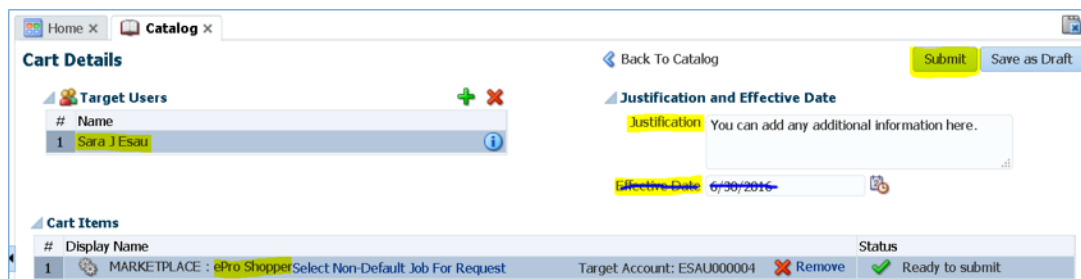 Home × Catalog ×
Cart Details
Back To Catalog
Submit Save as Draft
Target Users
Justification and Effective Date
# Name
1 Sara J Esau
Justification You can add any additional information here.
Effective Date 6/30/2016
Cart Items
# Display Name Status
1 MARKETPLACE : ePro Shopper Select Non-Default Job For Request Target Account: ESAU000004 Remove Ready to submit